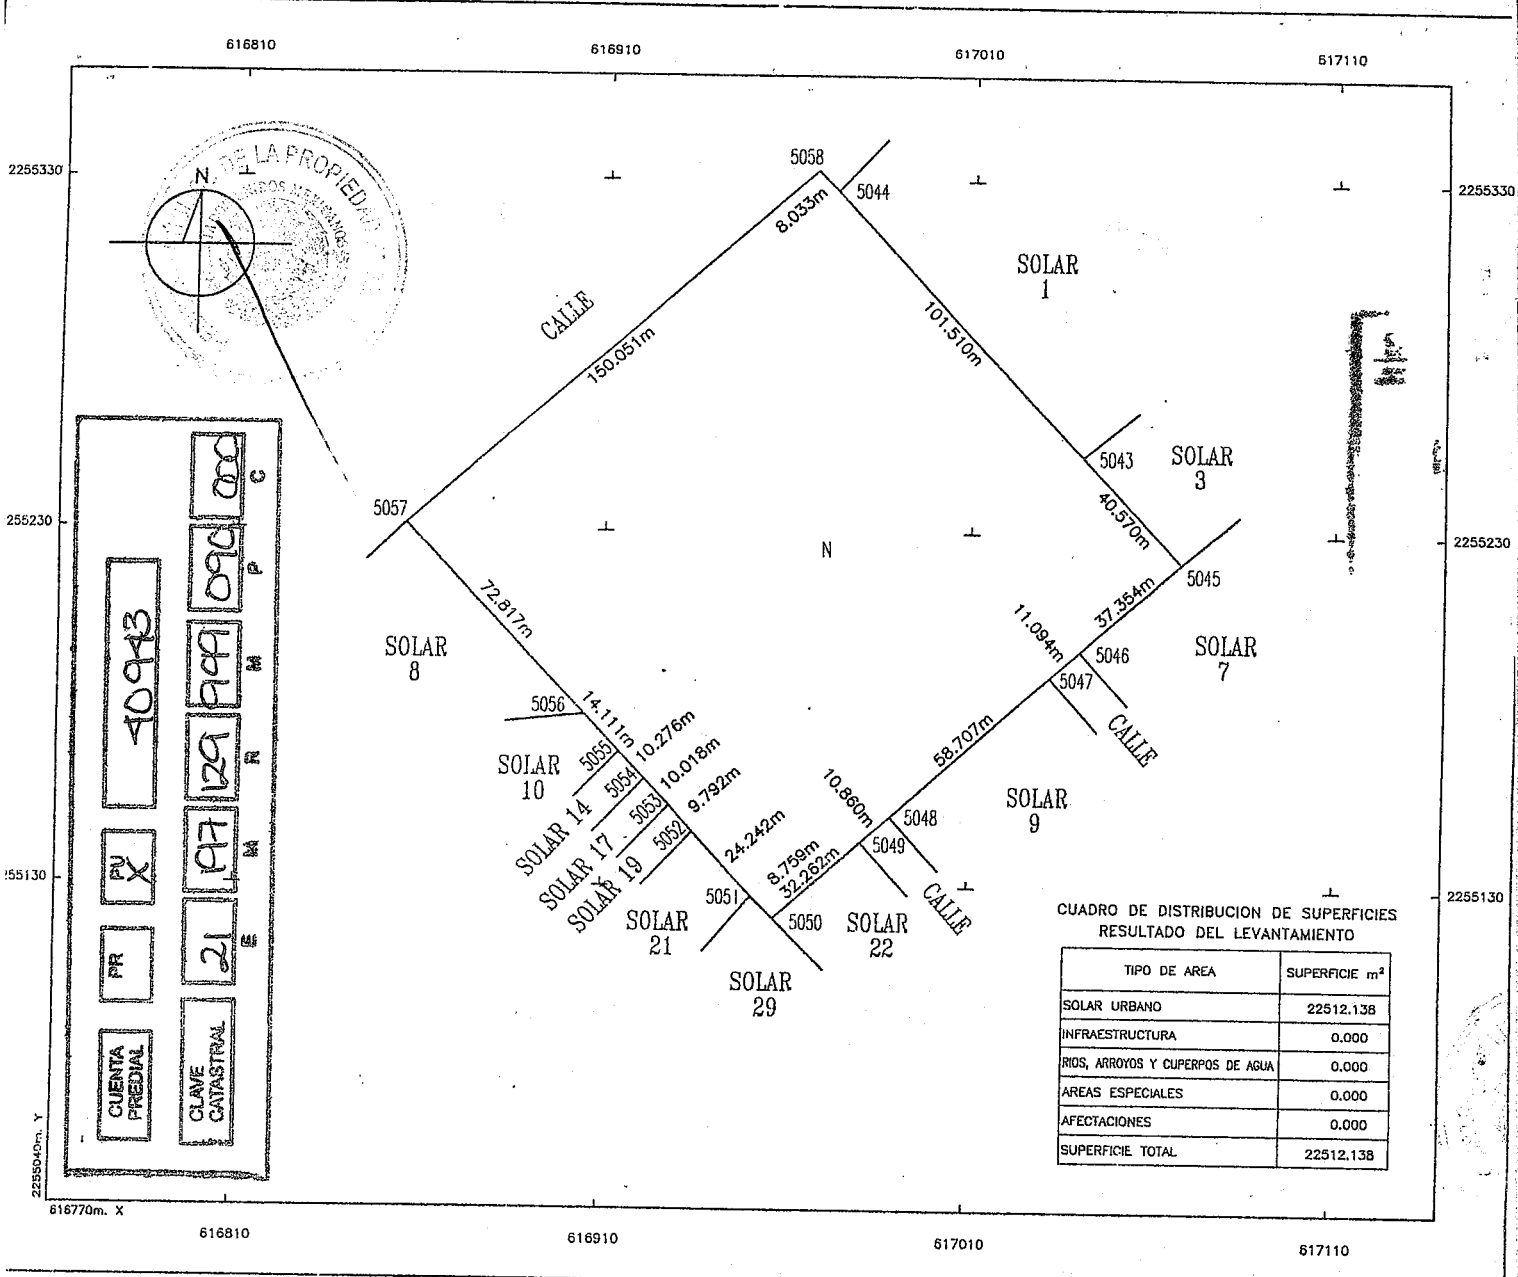 616810
616910
617010
617110
2255330
2255330
DE LA PROPIEDAD
N
5058
5044
8.033m
SOLAR
1
CALLE
150.051m
101.510m
5043
SOLAR
3
40.570m
5057
255230
2255230
N
5045
37.354m
11.094m
72.817m
SOLAR
8
5046
SOLAR
7
5047
CALLE
58.707m
5056
14.111m
10.276m
10.018m
9.792m
5055
5054
5053
5052
SOLAR
10
SOLAR 14
SOLAR 17
SOLAR 19
24.242m
8.759m
32.262m
10.860m
5048
5049
SOLAR
9
CALLE
5051
5050
SOLAR
21
SOLAR
22
SOLAR
29
55130
2255130
CUENTA
PREDIAL
PR
PU
X
40943
CLAVE
CATASTRAL
21
197
129
999
090
000
E
M
R
M
P
C
CUADRO DE DISTRIBUCION DE SUPERFICIES
RESULTADO DEL LEVANTAMIENTO
TIPO DE AREA SUPERFICIE m²
SOLAR URBANO 22512.138
INFRAESTRUCTURA 0.000
RIOS, ARROYOS Y CUPERPOS DE AGUA 0.000
AREAS ESPECIALES 0.000
AFECTACIONES 0.000
SUPERFICIE TOTAL 22512.138
2255040m. Y
616770m. X
616810
616910
617010
617110